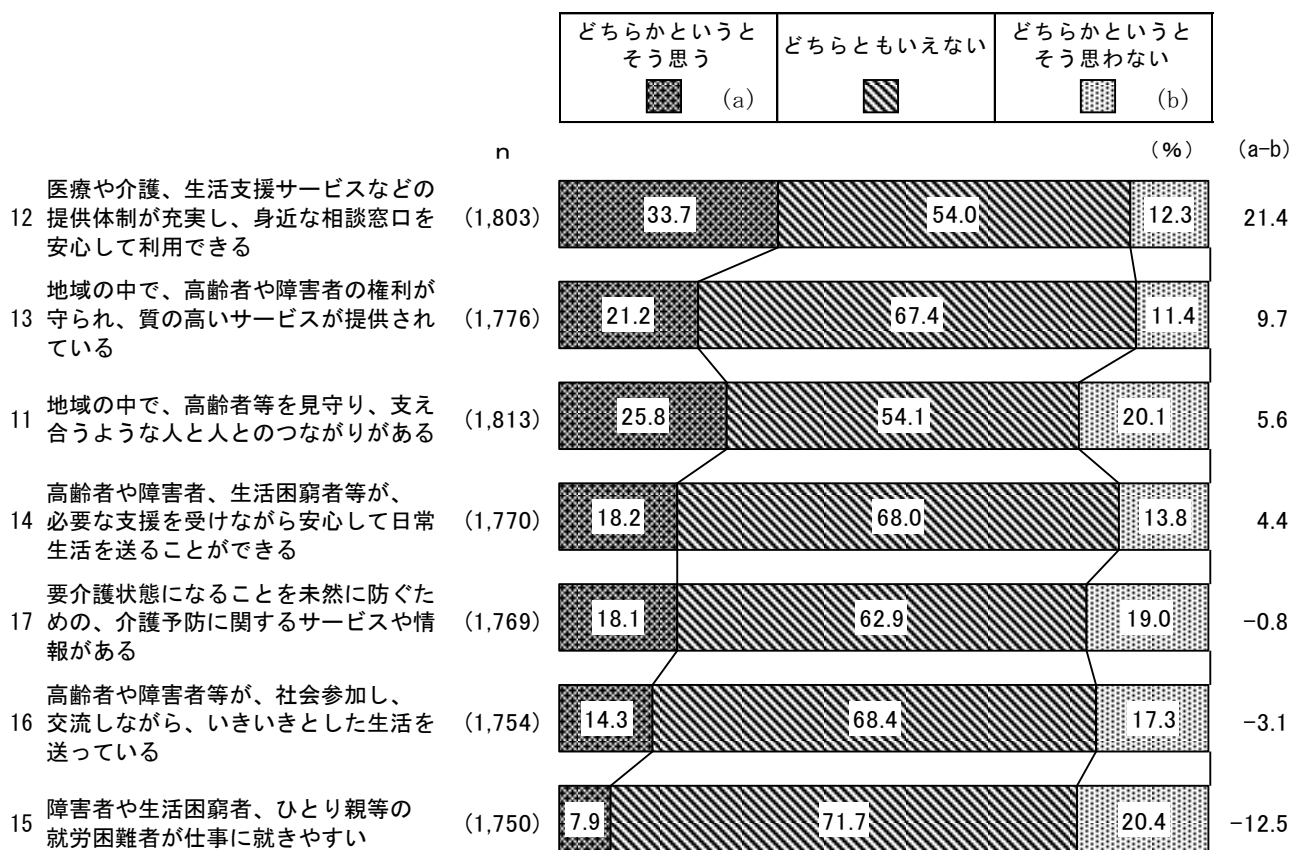 どちらかというと
そう思う
(a)
どちらともいえない
どちらかというと
そう思わない
(b)
n
(%)
(a-b)
12 医療や介護、生活支援サービスなどの
提供体制が充実し、身近な相談窓口を
安心して利用できる
(1,803) 33.7 54.0 12.3 21.4
13 地域の中で、高齢者や障害者の権利が
守られ、質の高いサービスが提供され
ている
(1,776) 21.2 67.4 11.4 9.7
11 地域の中で、高齢者等を見守り、支え
合うような人と人とのつながりがある
(1,813) 25.8 54.1 20.1 5.6
14 高齢者や障害者、生活困窮者等が、
必要な支援を受けながら安心して日常
生活を送ることができる
(1,770) 18.2 68.0 13.8 4.4
17 要介護状態になることを未然に防ぐた
めの、介護予防に関するサービスや情
報がある
(1,769) 18.1 62.9 19.0 -0.8
16 高齢者や障害者等が、社会参加し、
交流しながら、いきいきとした生活を
送っている
(1,754) 14.3 68.4 17.3 -3.1
15 障害者や生活困窮者、ひとり親等の
就労困難者が仕事に就きやすい
(1,750) 7.9 71.7 20.4 -12.5